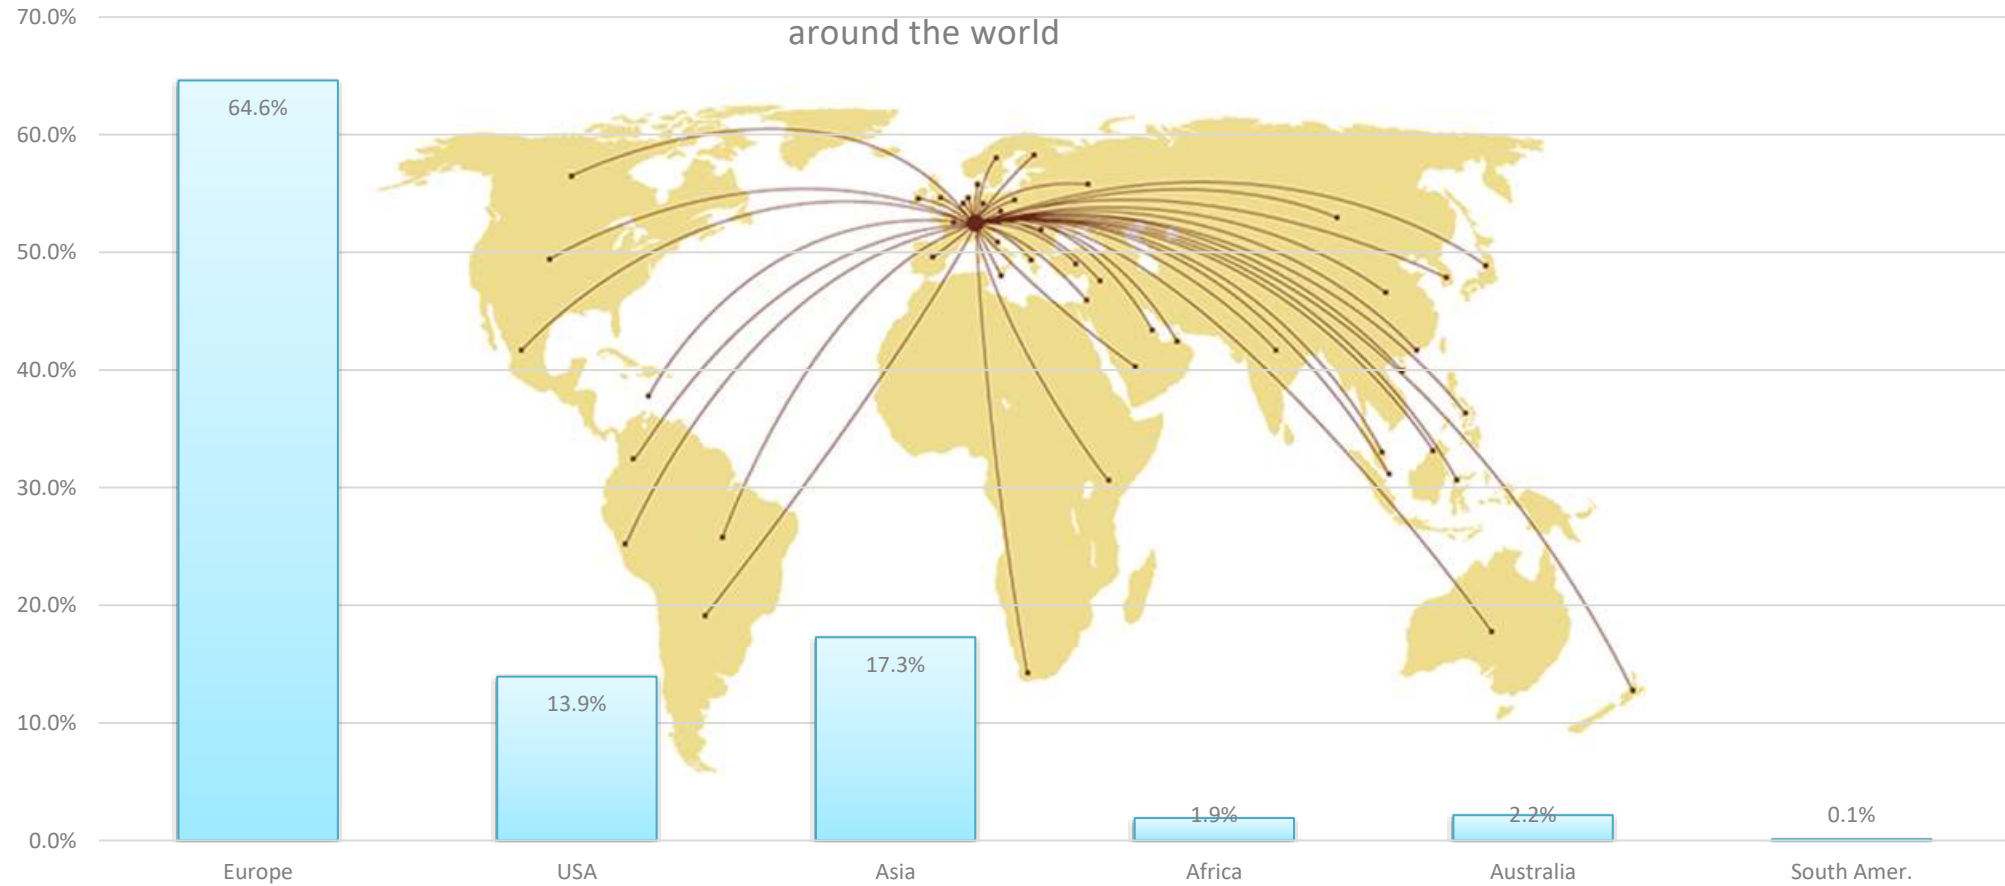 around the world
70.0%
60.0%
50.0%
40.0%
30.0%
20.0%
10.0%
0.0%
64.6%
13.9%
17.3%
1.9%
2.2%
0.1%
Europe
USA
Asia
Africa
Australia
South Amer.